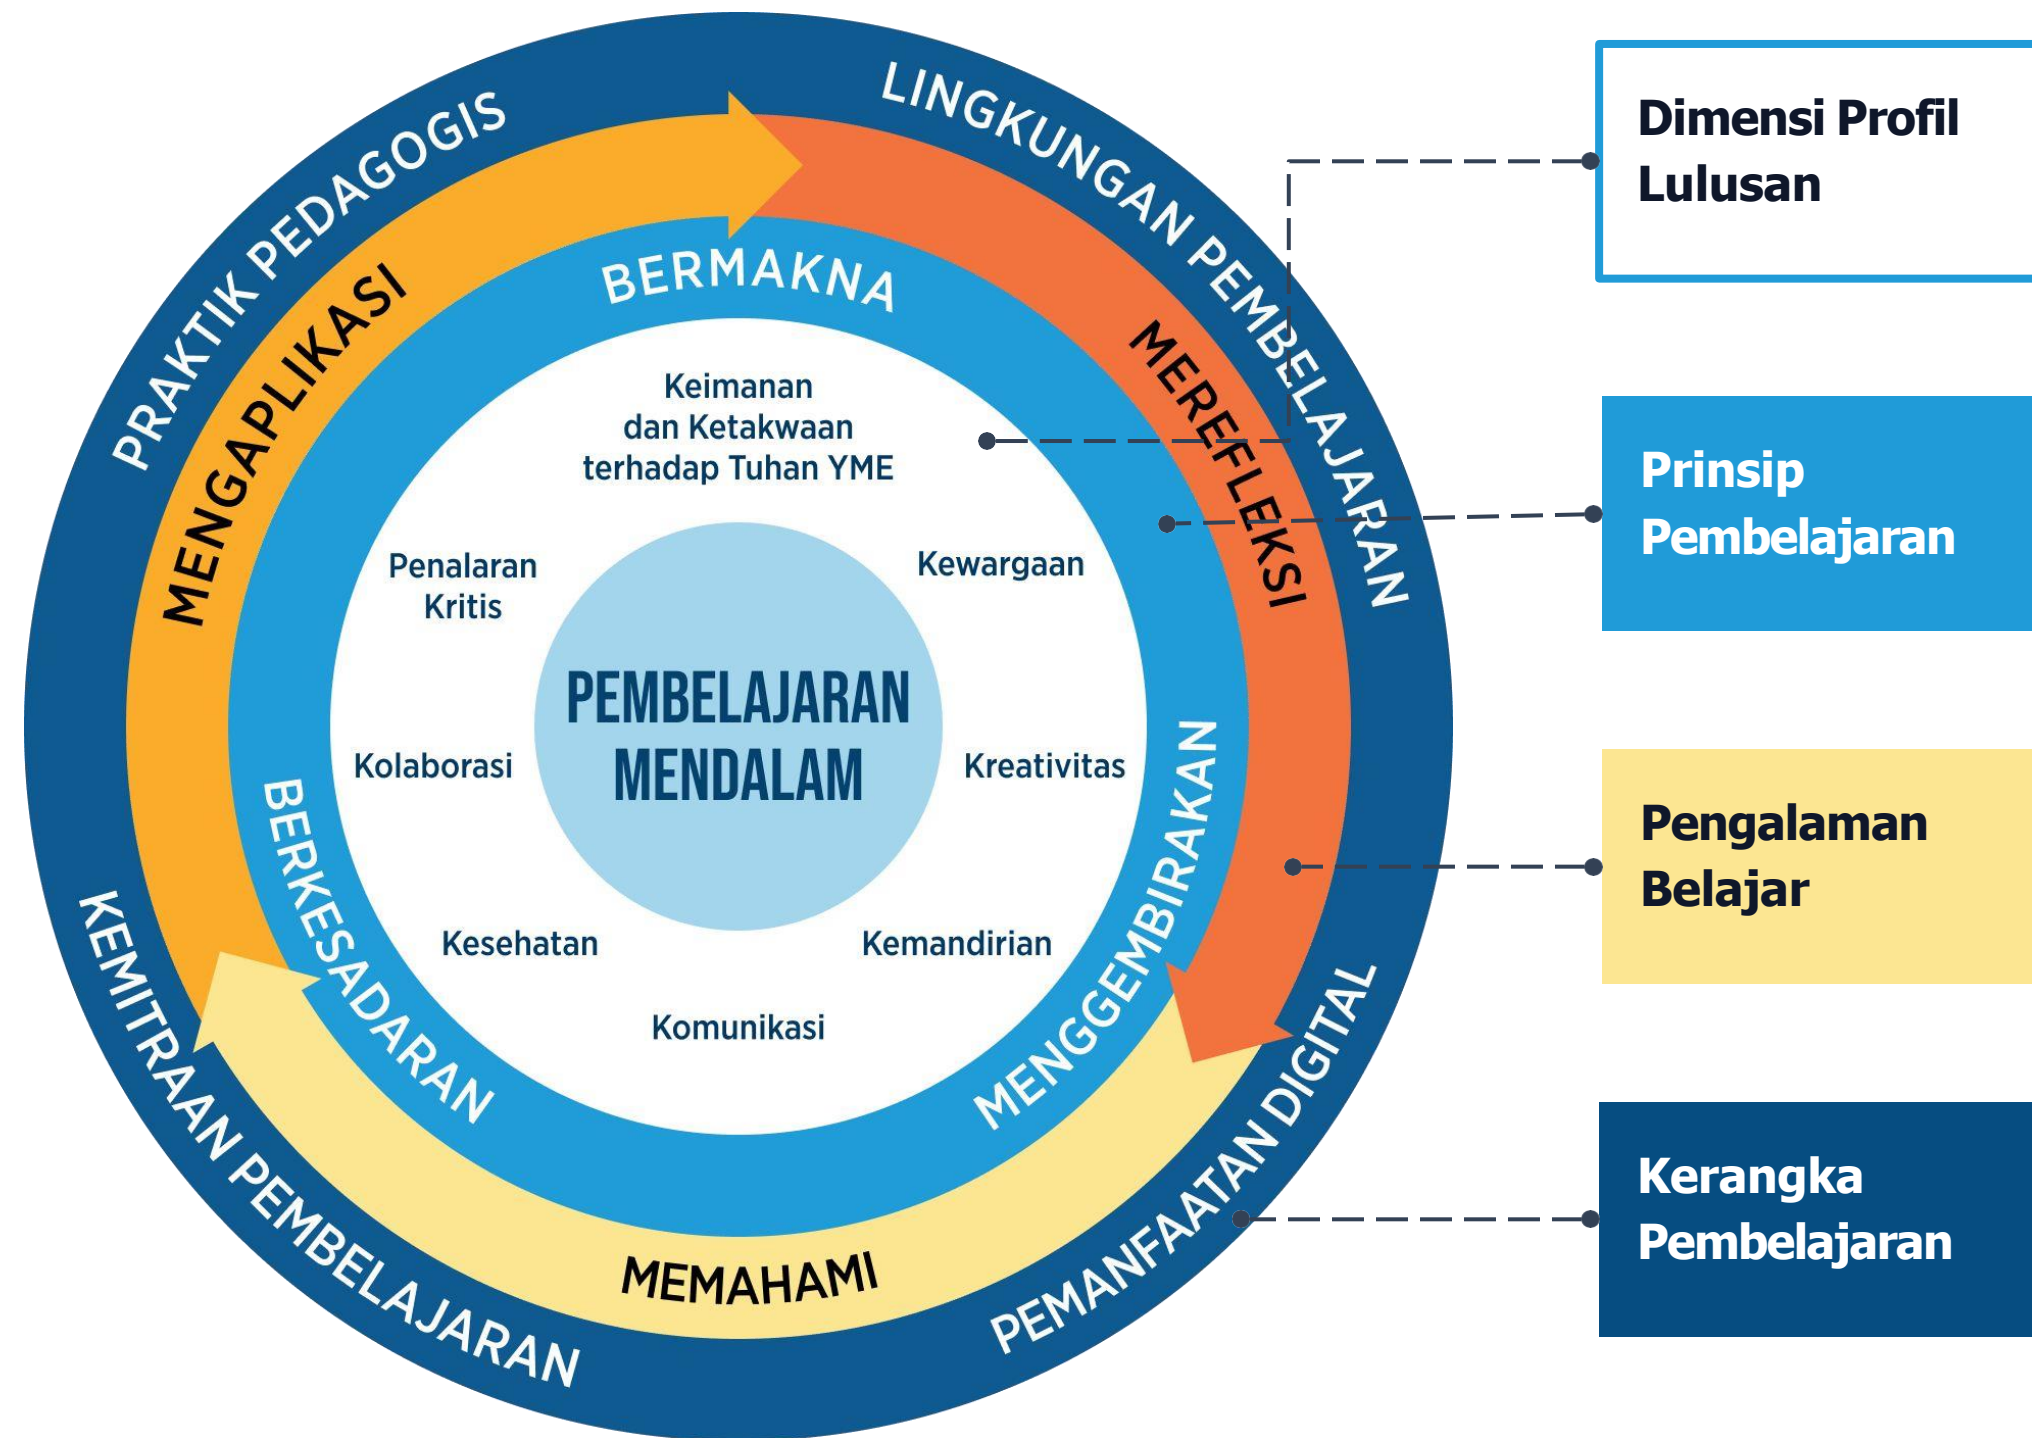 PRAKTIK PEDAGOGIS
LINGKUNGAN PEMBELAJARAN
PEMANFAATAN DIGITAL
KEMITRAAN PEMBELAJARAN
MENGAPLIKASI
MEREFLEKSI
MEMAHAMI
BERMAKNA
MENGGEMBIRAKAN
BERKESADARAN
Keimanan
dan Ketakwaan
terhadap Tuhan YME
Kewargaan
Kreativitas
Kemandirian
Komunikasi
Kesehatan
Kolaborasi
Penalaran
Kritis
PEMBELAJARAN
MENDALAM
Dimensi Profil
Lulusan
Prinsip
Pembelajaran
Pengalaman
Belajar
Kerangka
Pembelajaran